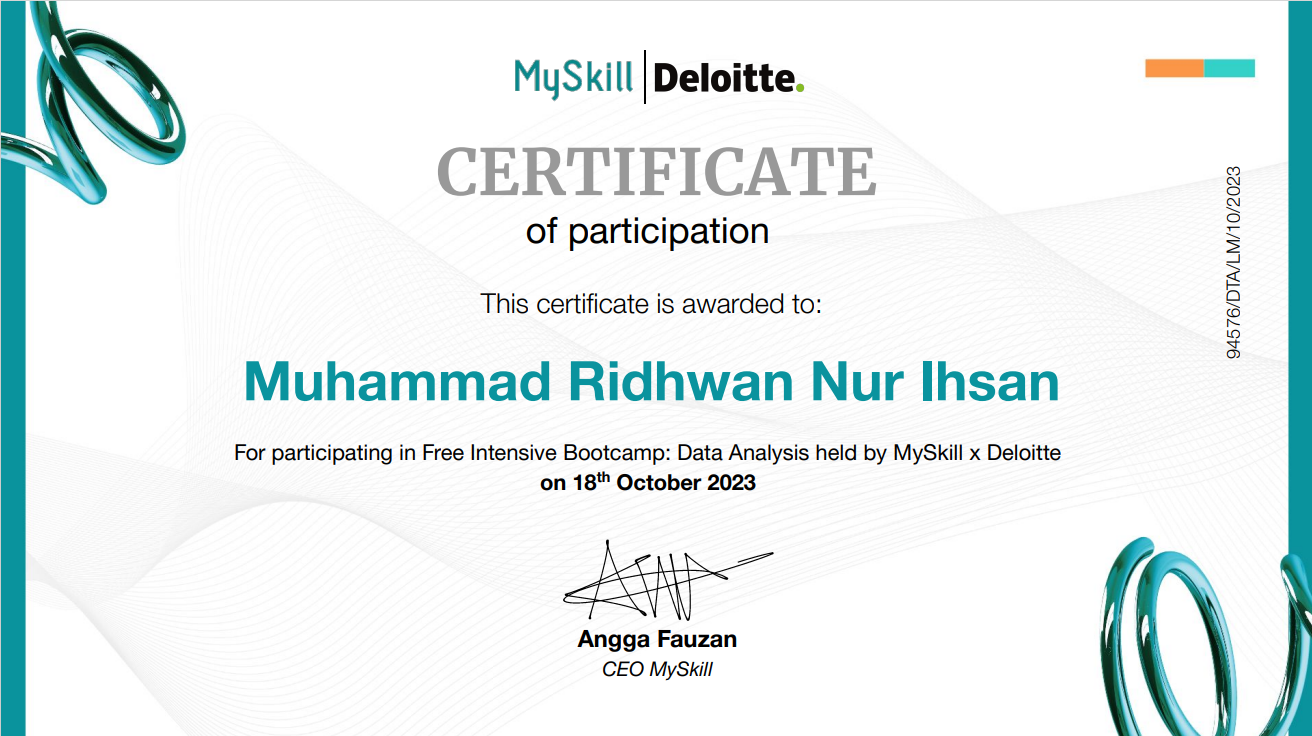 MySkill | Deloitte.
CERTIFICATE
of participation
94576/DTA/LM/10/2023
This certificate is awarded to:
Muhammad Ridhwan Nur Ihsan
For participating in Free Intensive Bootcamp: Data Analysis held by MySkill x Deloitte
on 18th October 2023
Angga Fauzan
CEO MySkill